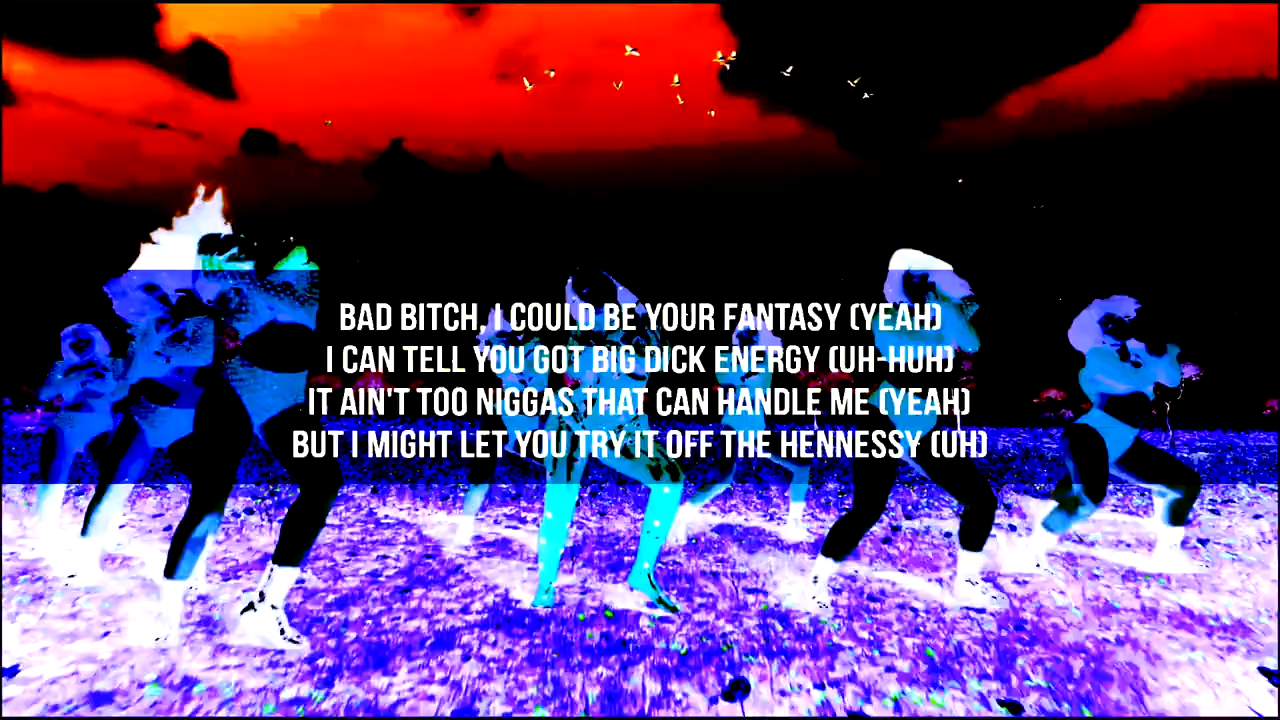 BAD BITCH, I COULD BE YOUR FANTASY (YEAH)
I CAN TELL YOU GOT BIG DICK ENERGY (UH-HUH)
IT AIN'T TOO NIGGAS THAT CAN HANDLE ME (YEAH)
BUT I MIGHT LET YOU TRY IT OFF THE HENNESSY (UH)